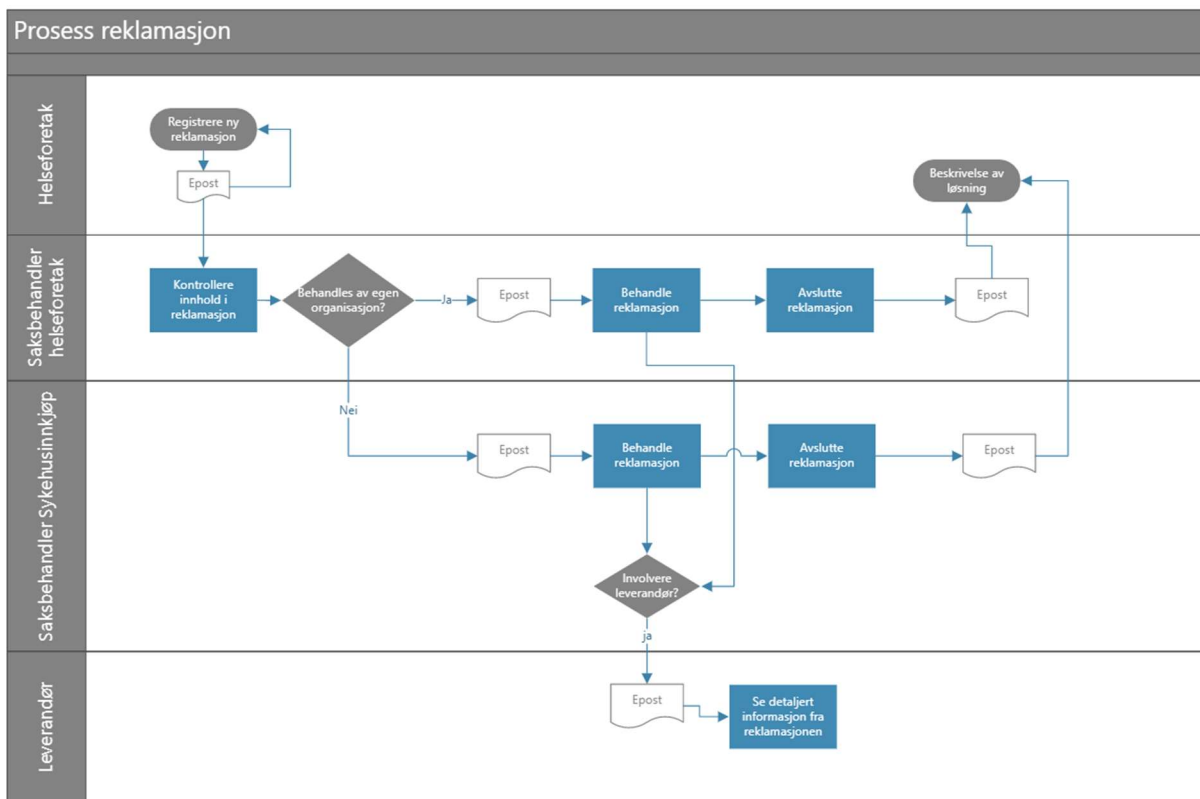 Prosess reklamasjon
Helseforetak
Registrere ny
reklamasjon
Epost
Beskrivelse av
løsning
Saksbehandler
helseforetak
Kontrollere
innhold i
reklamasjon
Behandles av egen
organisasjon?
Ja
Epost
Behandle
reklamasjon
Avslutte
reklamasjon
Epost
Saksbehandler Sykehusinnkjøp
Nei
Epost
Behandle
reklamasjon
Avslutte
reklamasjon
Epost
Involvere
leverandør?
ja
Leverandør
Epost
Se detaljert
informasjon fra
reklamasjonen